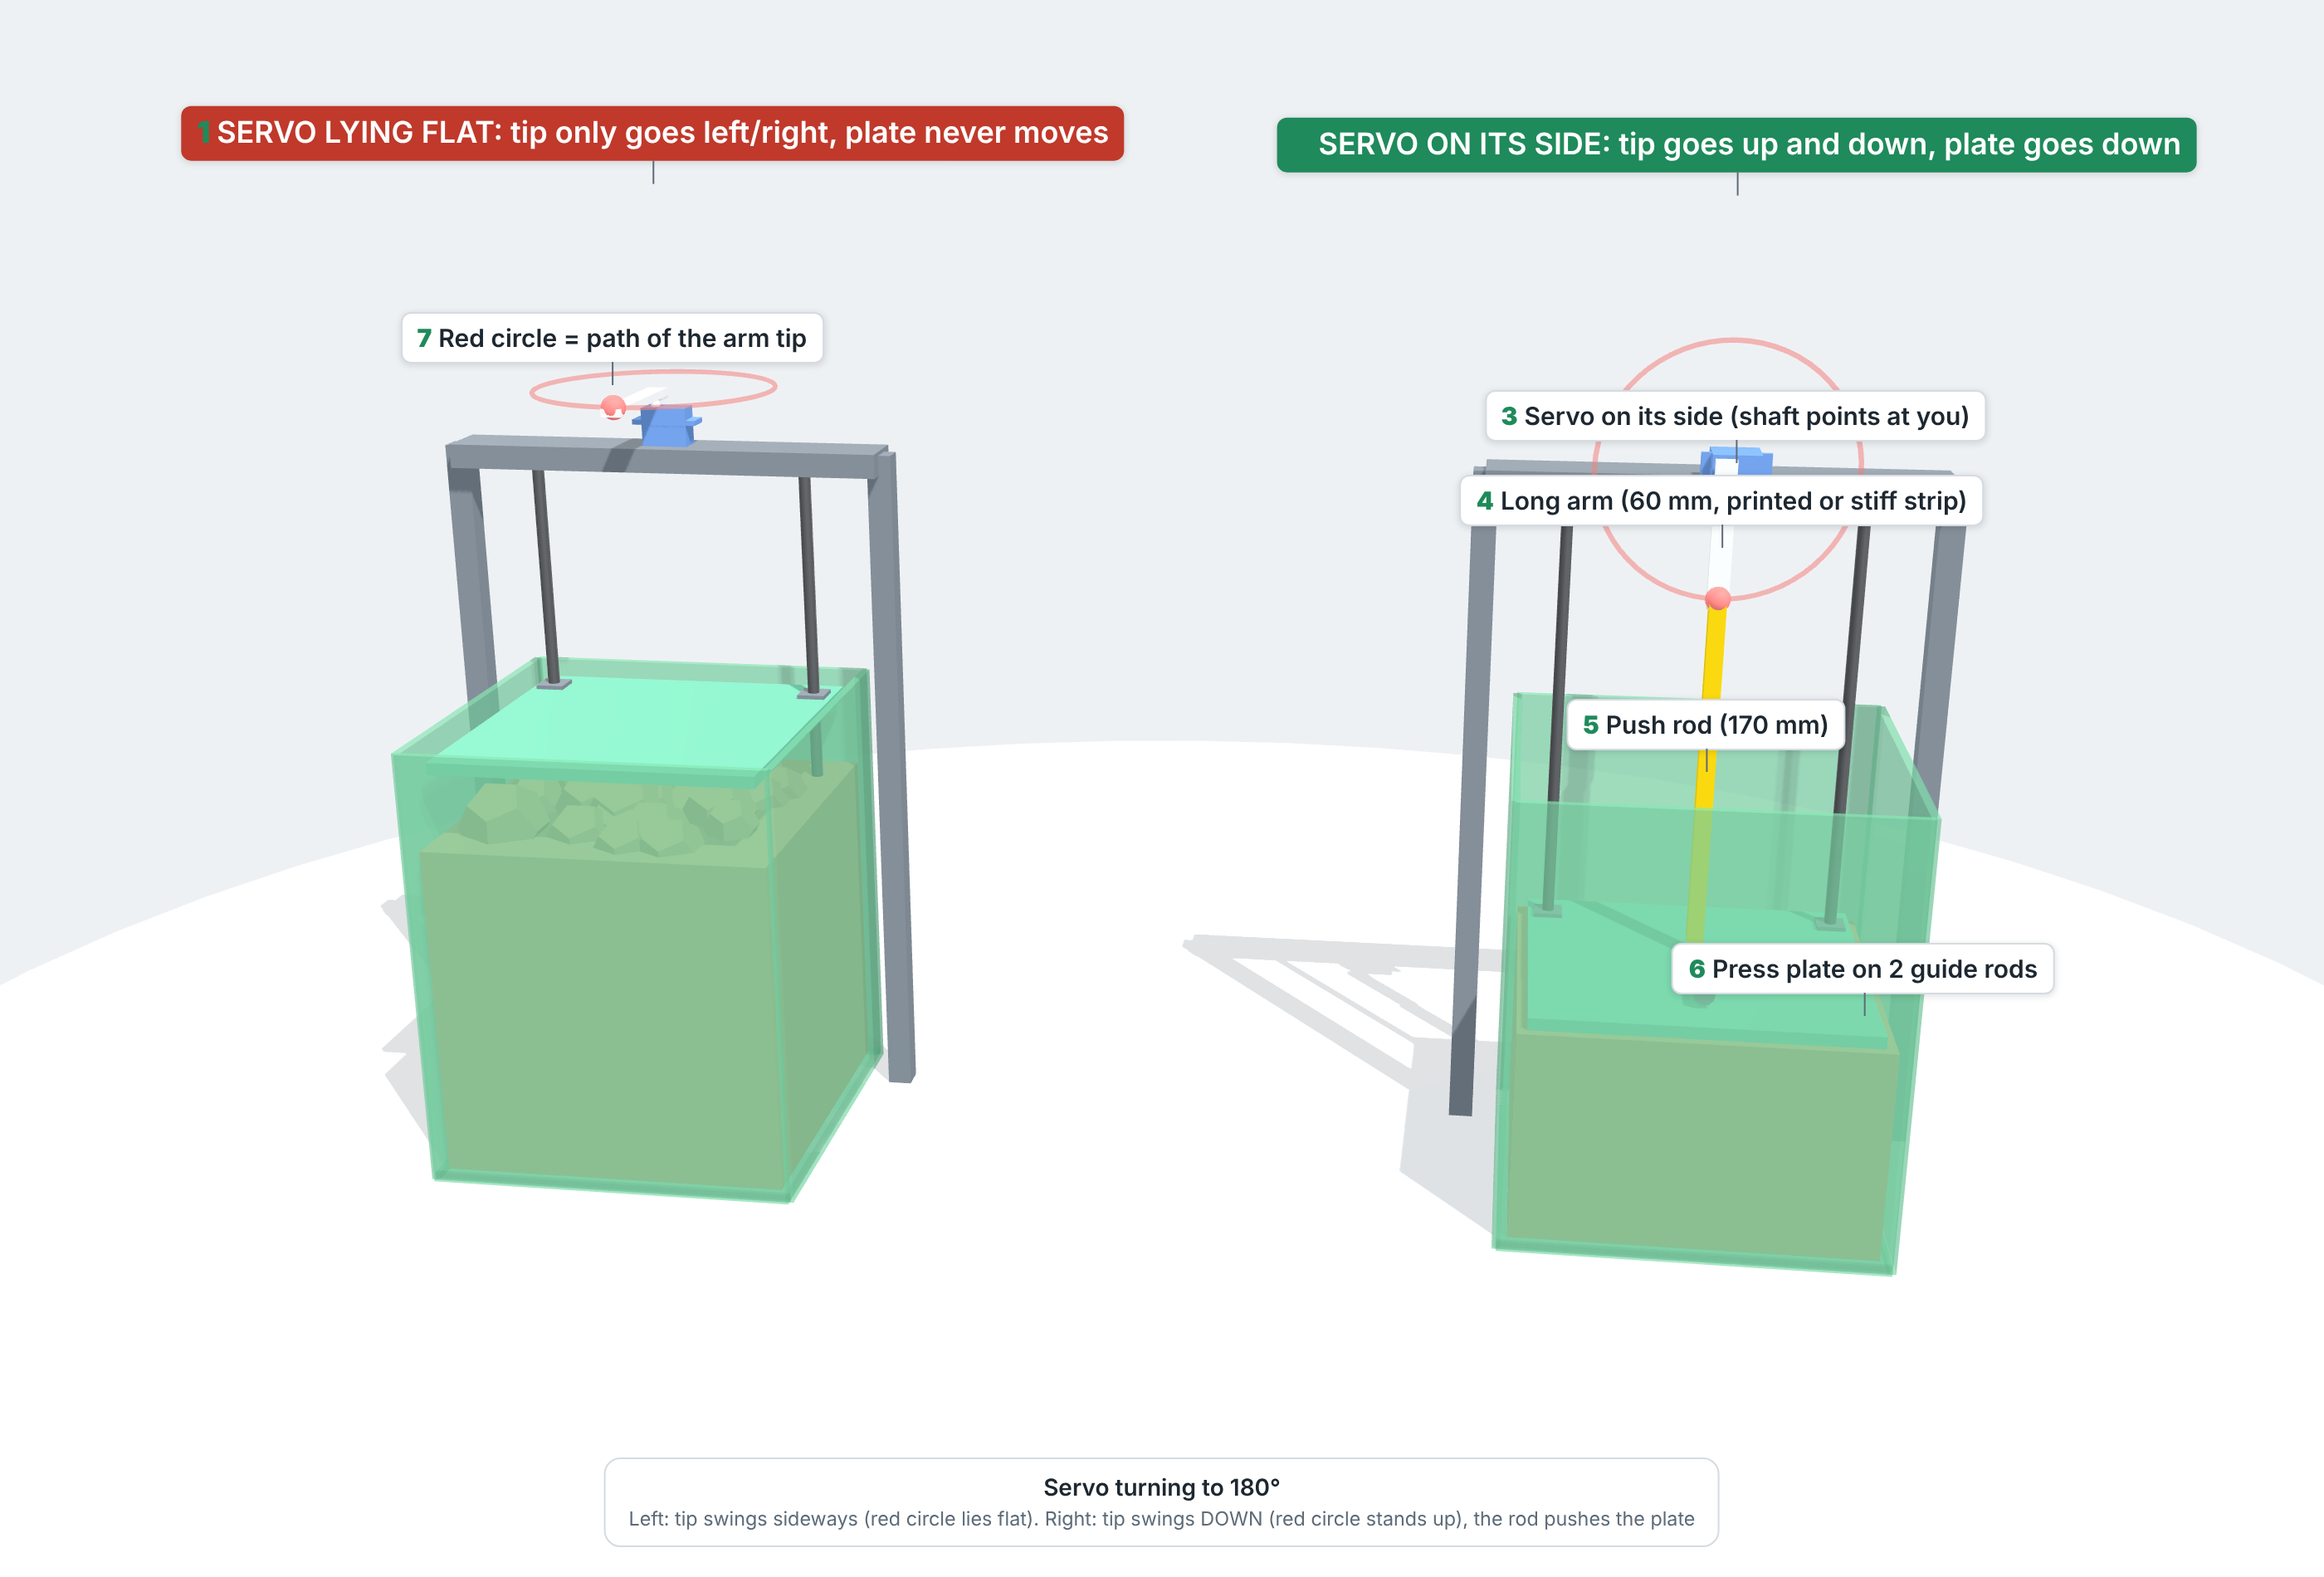 1 SERVO LYING FLAT: tip only goes left/right, plate never moves
SERVO ON ITS SIDE: tip goes up and down, plate goes down
7 Red circle = path of the arm tip
3 Servo on its side (shaft points at you)
4 Long arm (60 mm, printed or stiff strip)
5 Push rod (170 mm)
6 Press plate on 2 guide rods
Servo turning to 180°
Left: tip swings sideways (red circle lies flat). Right: tip swings DOWN (red circle stands up), the rod pushes the plate